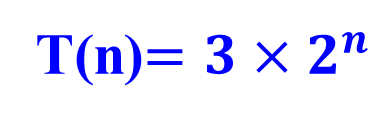 T(n)= 3 × 2ⁿ